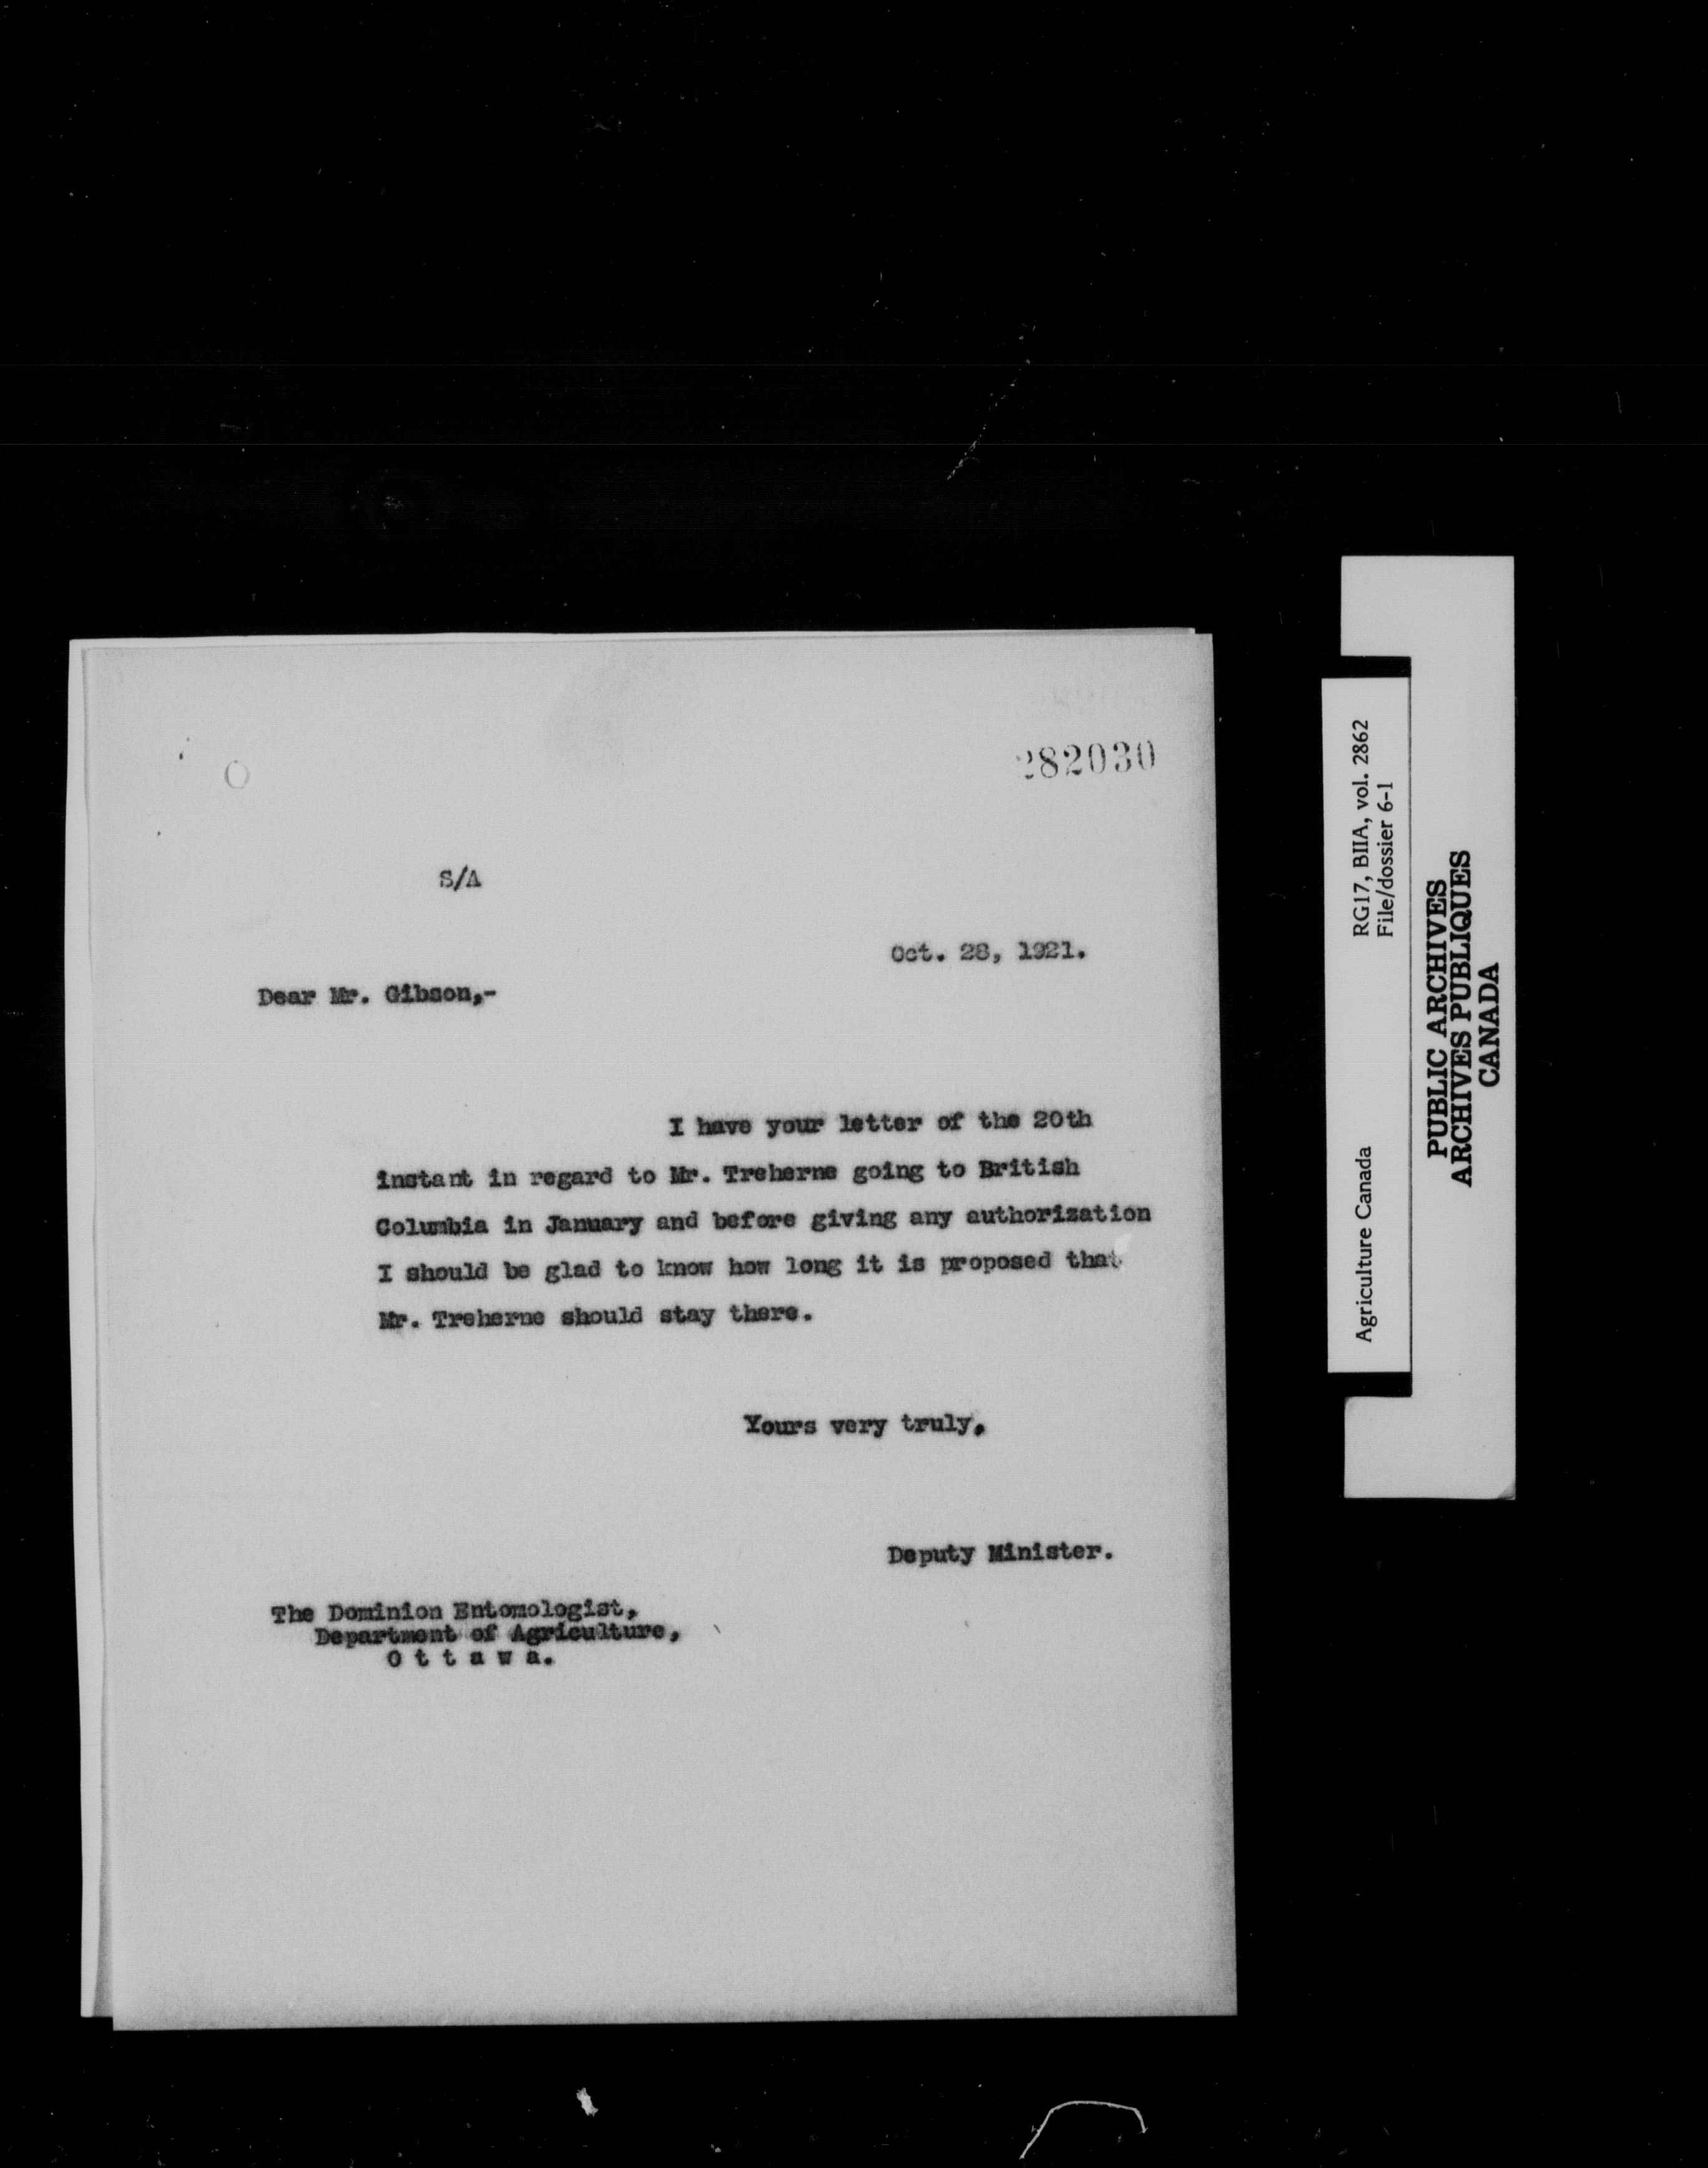 282030
S/A
Oct. 28, 1921.
Dear Mr. Gibson,-
I have your letter of the 20th
instant in regard to Mr. Treherne going to British
Columbia in January and before giving any authorization
I should be glad to know how long it is proposed that
Mr. Treherne should stay there.
Yours very truly,
Deputy Minister.
The Dominion Entomologist,
Department of Agriculture,
O t t a w a.
Agriculture Canada
RG17, BIIA, vol. 2862
File/dossier 6-1
PUBLIC ARCHIVES
ARCHIVES PUBLIQUES
CANADA